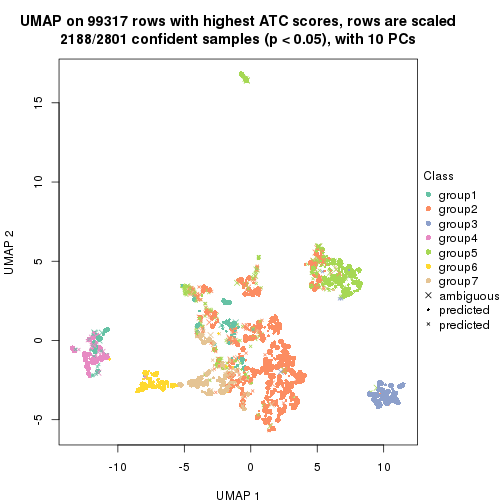 UMAP on 99317 rows with highest ATC scores, rows are scaled
2188/2801 confident samples (p < 0.05), with 10 PCs
UMAP 2
15
10
5
0
-5
-10
-5
0
5
10
UMAP 1
Class
group1
group2
group3
group4
group5
group6
group7
ambiguous
predicted
predicted